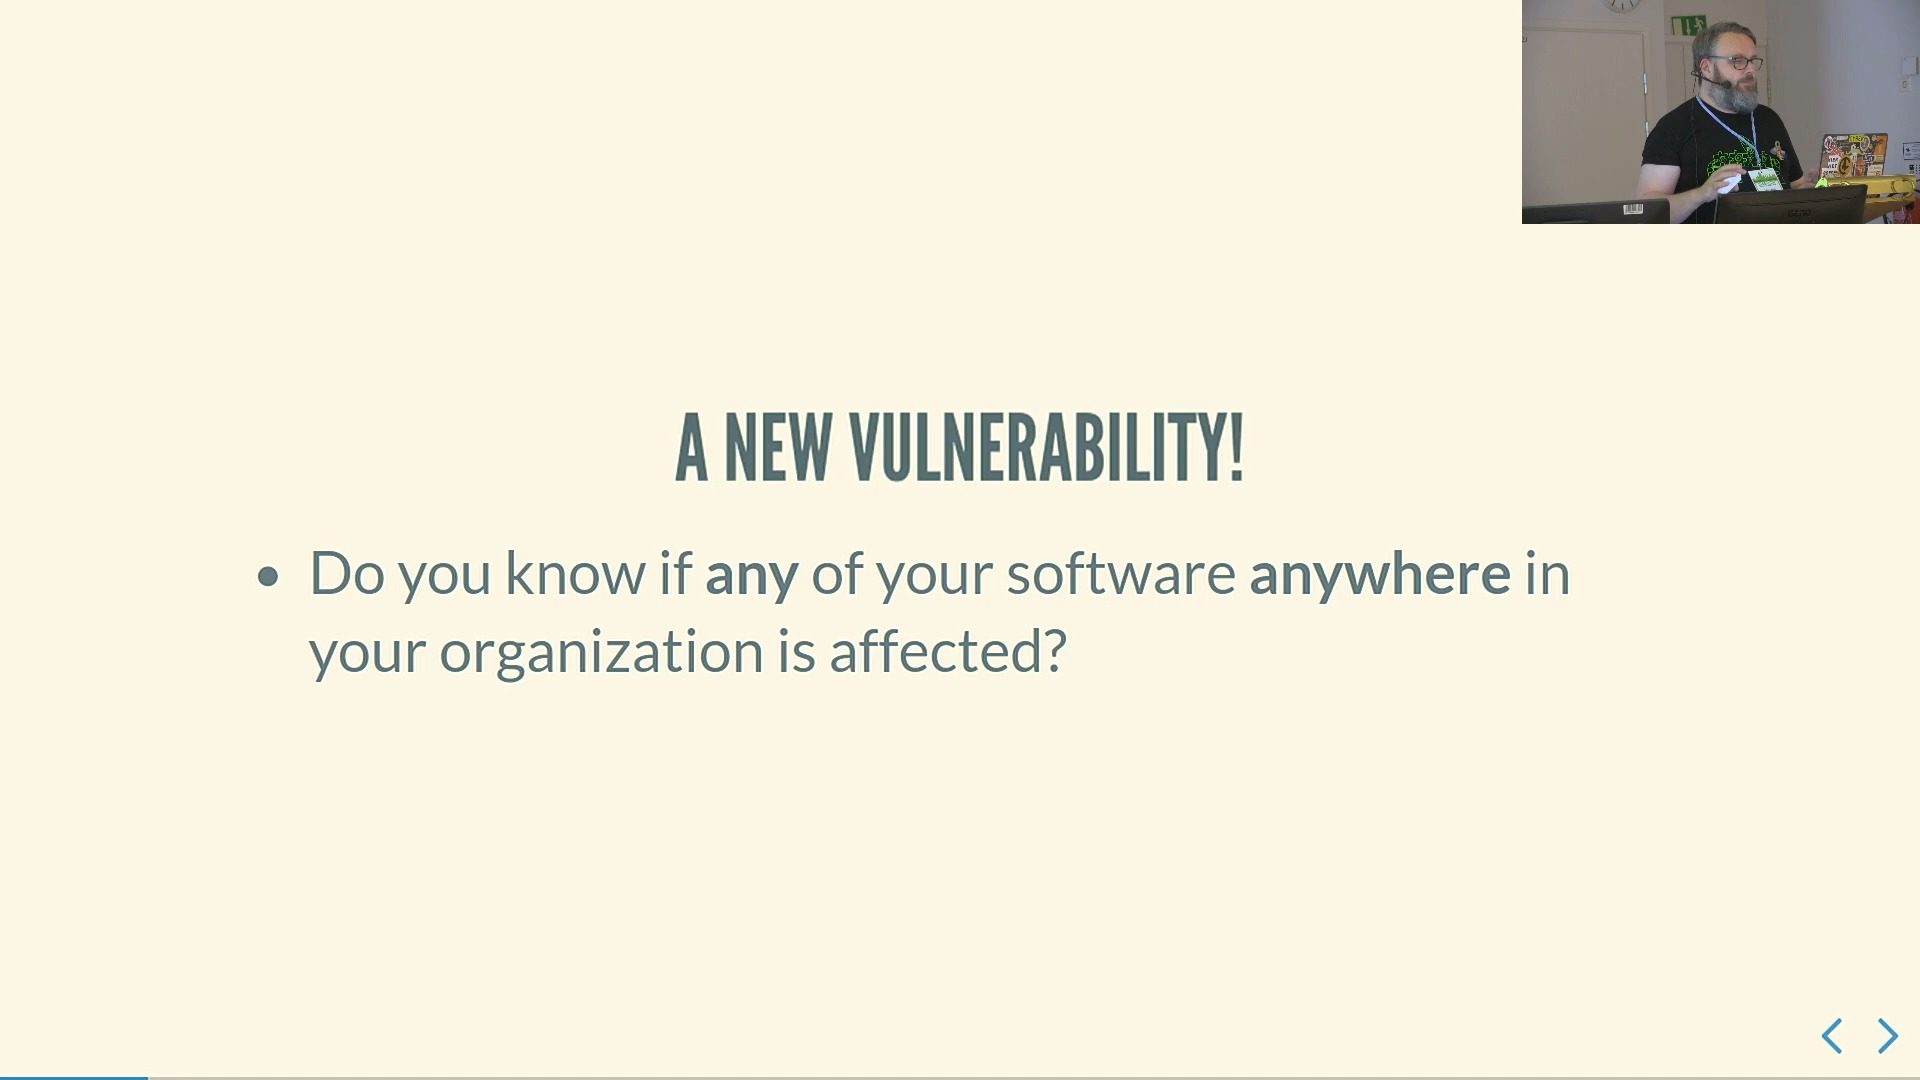 A NEW VULNERABILITY!
Do you know if any of your software anywhere in
your organization is affected?